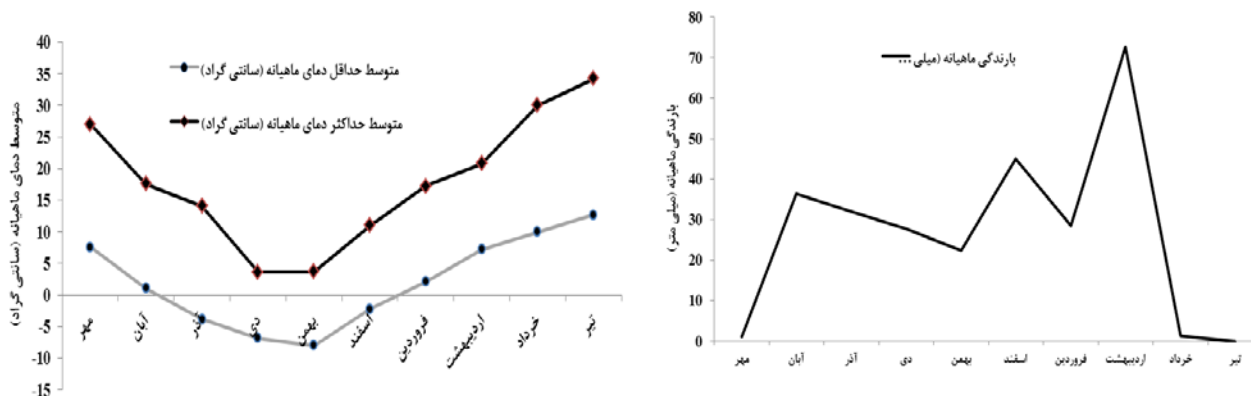 متوسط دمای ماهیانه (سانتی گراد)
40
35
30
25
20
15
10
5
0
-5
-10
-15
متوسط حداقل دمای ماهیانه (سانتی گراد)
متوسط حداکثر دمای ماهیانه (سانتی گراد)
مهر
آبان
آذر
دی
بهمن
اسفند
فروردین
اردیبهشت
خرداد
تیر
بارندگی ماهیانه (میلی متر)
80
70
60
50
40
30
20
10
0
بارندگی ماهیانه (میلی ...
مهر
آبان
آذر
دی
بهمن
اسفند
فروردین
اردیبهشت
خرداد
تیر